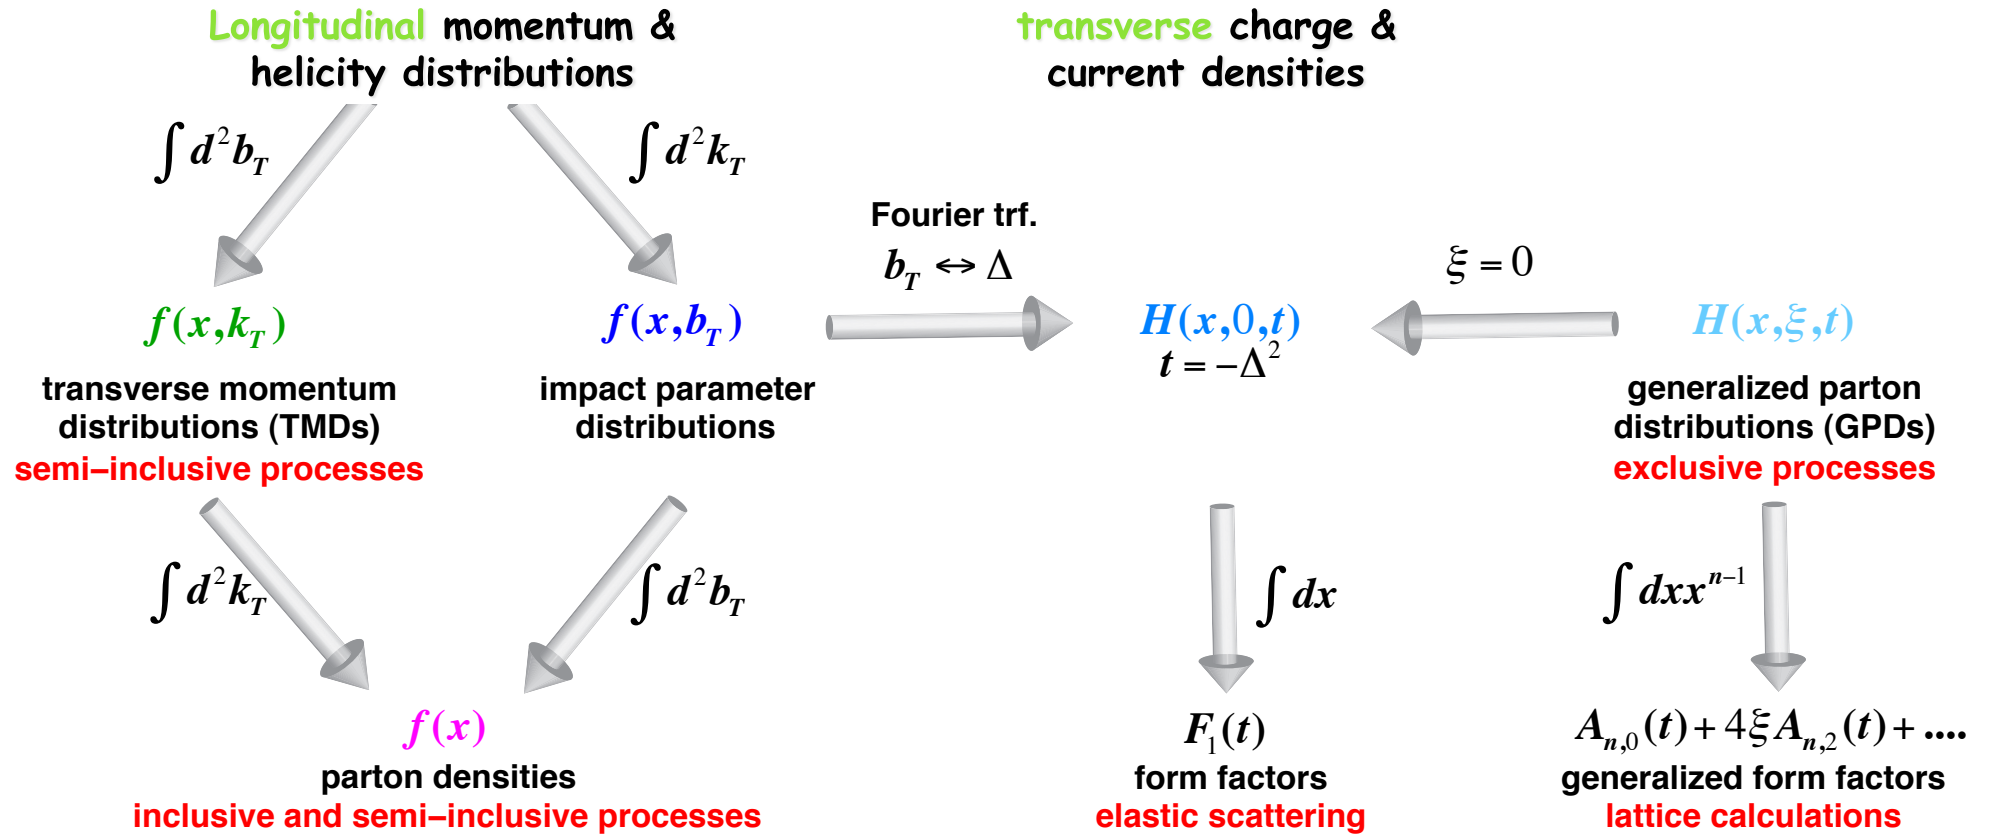 Longitudinal momentum &
helicity distributions
transverse charge &
current densities
∫ d²b_T
∫ d²k_T
Fourier trf.
b_T ↔ Δ
ξ = 0
f(x,k_T)
f(x,b_T)
H(x,0,t)
t = −Δ²
H(x,ξ,t)
transverse momentum
distributions (TMDs)
semi–inclusive processes
impact parameter
distributions
generalized parton
distributions (GPDs)
exclusive processes
∫ d²k_T
∫ d²b_T
∫ dx
∫ dxx^{n−1}
f(x)
parton densities
inclusive and semi–inclusive processes
F₁(t)
form factors
elastic scattering
A_{n,0}(t) + 4ξA_{n,2}(t) + ....
generalized form factors
lattice calculations